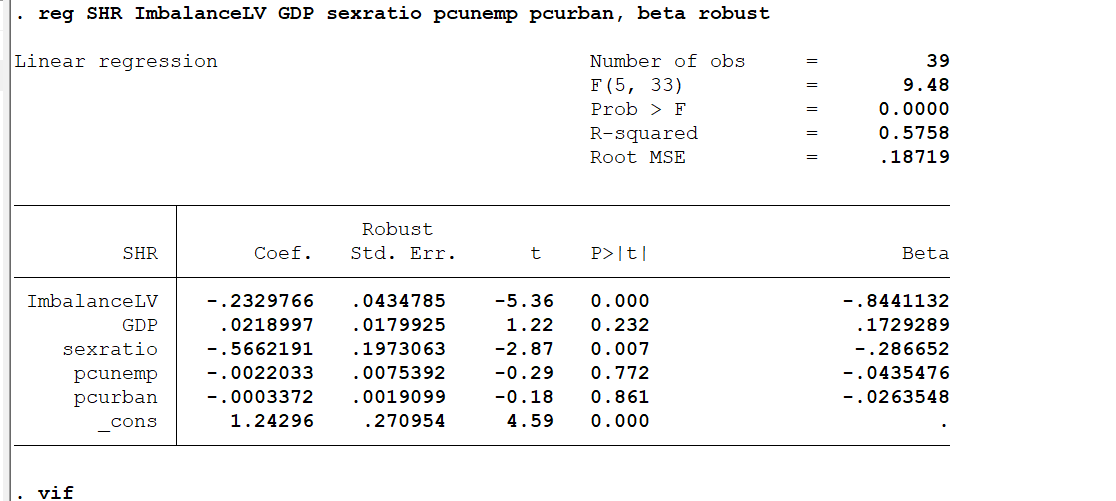 . reg SHR ImbalanceLV GDP sexratio pcunemp pcurban, beta robust
Linear regression Number of obs = 39
F(5, 33) = 9.48
Prob > F = 0.0000
R-squared = 0.5758
Root MSE = .18719
Robust
SHR Coef. Std. Err. t P>|t| Beta
ImbalanceLV -.2329766 .0434785 -5.36 0.000 -.8441132
GDP .0218997 .0179925 1.22 0.232 .1729289
sexratio -.5662191 .1973063 -2.87 0.007 -.286652
pcunemp -.0022033 .0075392 -0.29 0.772 -.0435476
pcurban -.0003372 .0019099 -0.18 0.861 -.0263548
_cons 1.24296 .270954 4.59 0.000 .
. vif